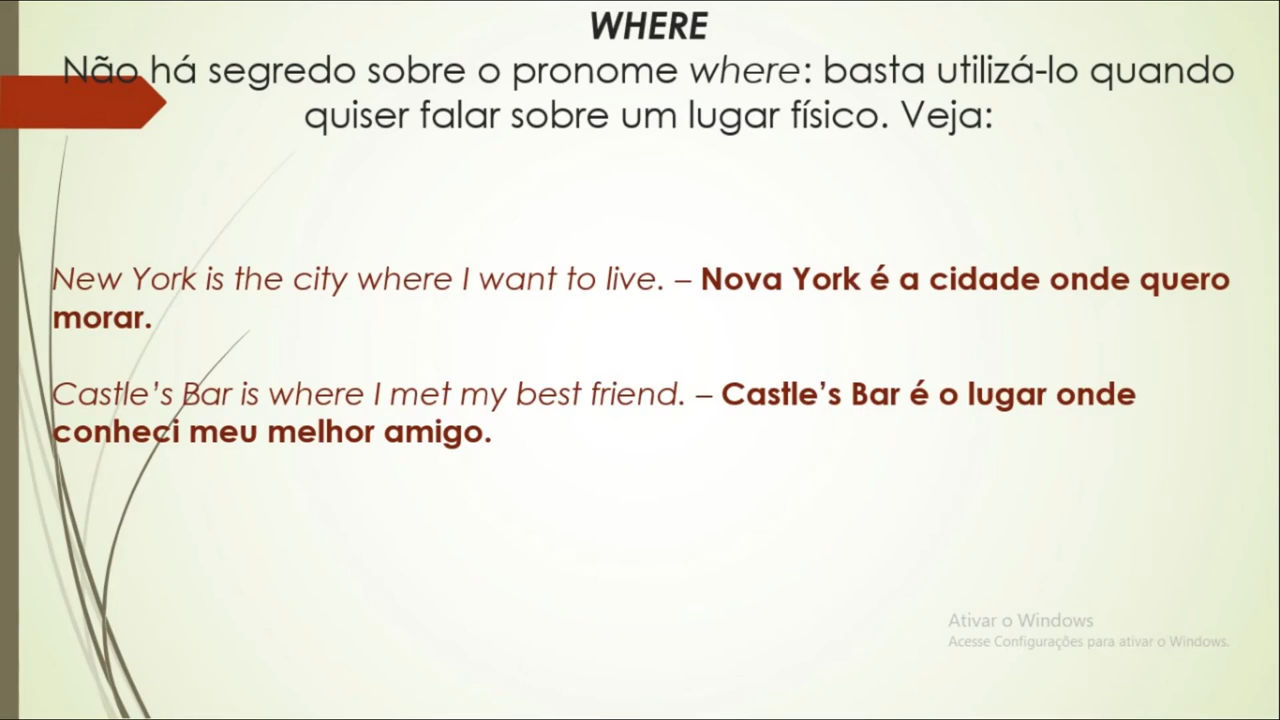 WHERE
Não há segredo sobre o pronome where: basta utilizá-lo quando
quiser falar sobre um lugar físico. Veja:
New York is the city where I want to live. – Nova York é a cidade onde quero
morar.
Castle’s Bar is where I met my best friend. – Castle’s Bar é o lugar onde
conheci meu melhor amigo.
Ativar o Windows
Acesse Configurações para ativar o Windows.